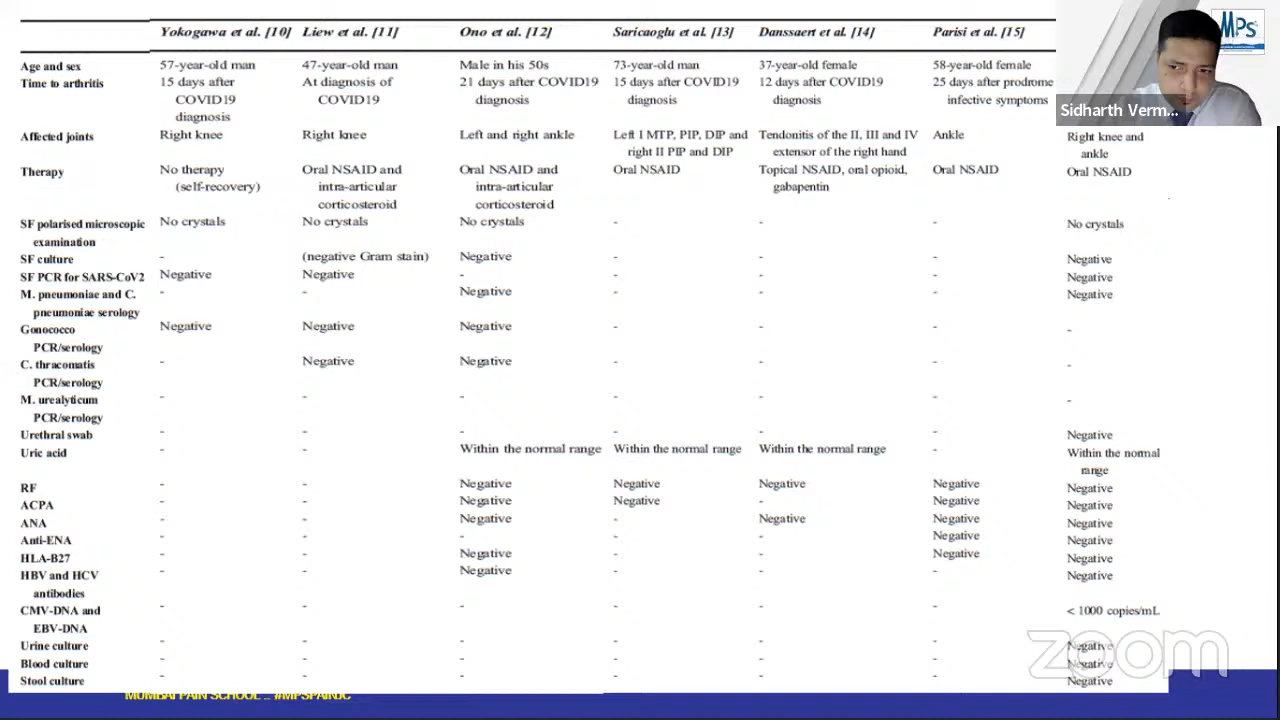 Yokogawa et al. [10] Liew et al. [11] Ono et al. [12] Saricaoglu et al. [13] Danssaert et al. [14] Parisi et al. [15]
MPS
Sidharth Verm...
Age and sex 57-year-old man 47-year-old man Male in his 50s 73-year-old man 37-year-old female 58-year-old female
Time to arthritis 15 days after At diagnosis of 21 days after COVID19 15 days after COVID19 12 days after COVID19 25 days after prodrome
COVID19 COVID19 diagnosis diagnosis diagnosis infective symptoms
diagnosis
Affected joints Right knee Right knee Left and right ankle Left I MTP, PIP, DIP and Tendonitis of the II, III and IV Ankle Right knee and
right II PIP and DIP extensor of the right hand ankle
Therapy No therapy Oral NSAID and Oral NSAID and Oral NSAID Topical NSAID, oral opioid, Oral NSAID Oral NSAID
(self-recovery) intra-articular intra-articular gabapentin
corticosteroid corticosteroid
SF polarised microscopic No crystals No crystals No crystals - - - No crystals
examination
SF culture - (negative Gram stain) Negative - - - Negative
SF PCR for SARS-CoV2 Negative Negative - - - - Negative
M. pneumoniae and C. - - Negative - - - Negative
pneumoniae serology
Gonococco Negative Negative Negative - - - -
PCR/serology
C. thracomatis - Negative Negative - - - -
PCR/serology
M. urealyticum - - - - - - -
PCR/serology
Urethral swab - - - - - - Negative
Uric acid - - Within the normal range Within the normal range Within the normal range - Within the normal
range
RF - - Negative Negative Negative Negative Negative
ACPA - - Negative Negative - Negative Negative
ANA - - Negative - Negative Negative Negative
Anti-ENA - - - - - Negative Negative
HLA-B27 - - Negative - - Negative Negative
HBV and HCV - - Negative - - - Negative
antibodies
CMV-DNA and - - - - - - < 1000 copies/mL
EBV-DNA
Urine culture - - - - - - Negative
Blood culture - - - - - - Negative
Stool culture - - - - - - Negative
zoom
MUMBAI PAIN SCHOOL